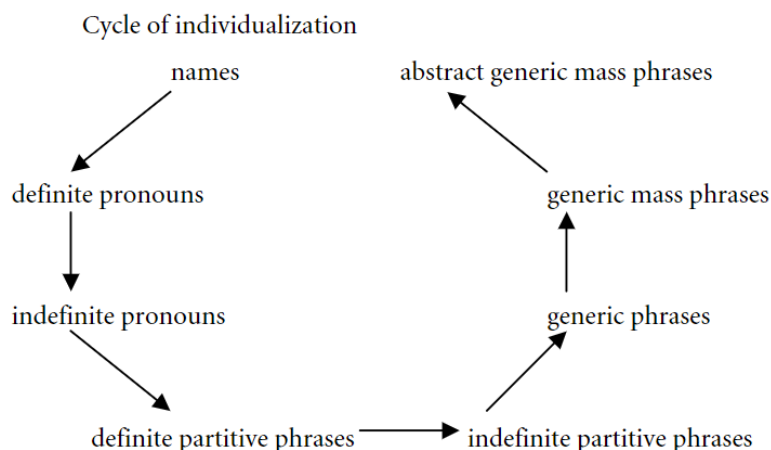 Cycle of individualization
names
abstract generic mass phrases
definite pronouns
generic mass phrases
indefinite pronouns
generic phrases
definite partitive phrases
indefinite partitive phrases